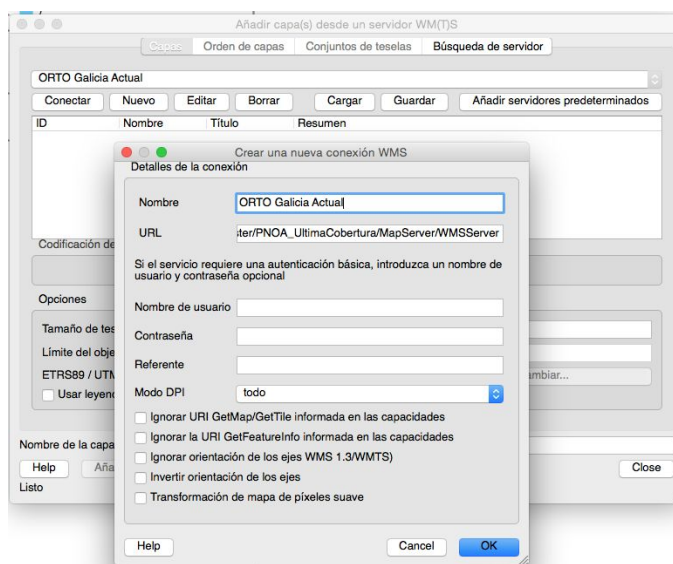 Añadir capa(s) desde un servidor WM(T)S
Capas Orden de capas Conjuntos de teselas Búsqueda de servidor
ORTO Galicia Actual
Conectar Nuevo Editar Borrar Cargar Guardar Añadir servidores predeterminados
ID Nombre Título Resumen
Crear una nueva conexión WMS
Detalles de la conexión
Nombre ORTO Galicia Actual
URL ter/PNOA_UltimaCobertura/MapServer/WMSServer
Codificación de
Si el servicio requiere una autenticación básica, introduzca un nombre de
usuario y contraseña opcional
Opciones
Nombre de usuario
Tamaño de tes
Contraseña
Límite del obje
Referente
ETRS89 / UTM
mbiar...
Modo DPI todo
Usar leyen
Ignorar URI GetMap/GetTile informada en las capacidades
Ignorar la URI GetFeatureInfo informada en las capacidades
Nombre de la capa
Ignorar orientación de los ejes WMS 1.3/WMTS)
Help Aña Close
Invertir orientación de los ejes
Listo
Transformación de mapa de píxeles suave
Help Cancel OK